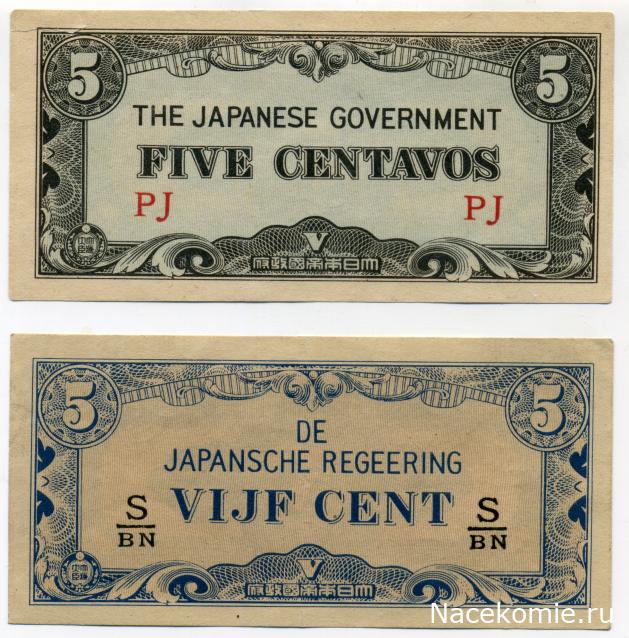 5 5
THE JAPANESE GOVERNMENT
FIVE CENTAVOS
PJ PJ
V
府政國帝本日大
5 5
DE
JAPANSCHE REGEERING
VIJF CENT
S S
BN BN
V
府政國帝本日大
Nacekomie.ru